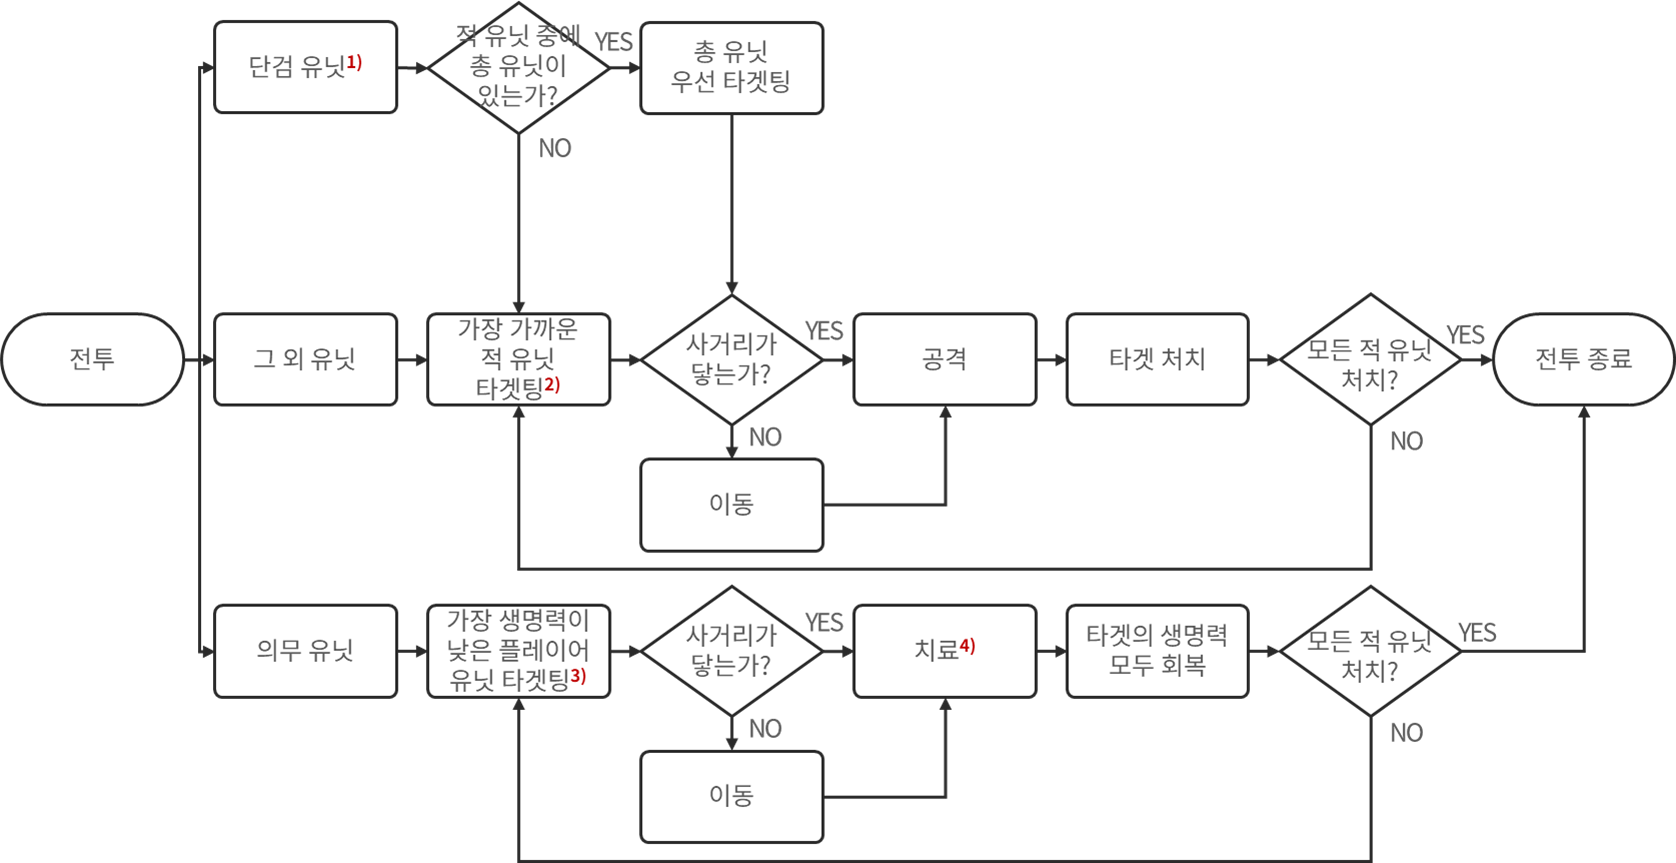 단검 유닛1)
적 유닛 중에
총 유닛이
있는가?
YES
NO
총 유닛
우선 타겟팅
전투
그 외 유닛
가장 가까운
적 유닛
타겟팅2)
사거리가
닿는가?
YES
NO
이동
공격
타겟 처치
모든 적 유닛
처치?
YES
NO
전투 종료
의무 유닛
가장 생명력이
낮은 플레이어
유닛 타겟팅3)
사거리가
닿는가?
YES
NO
이동
치료4)
타겟의 생명력
모두 회복
모든 적 유닛
처치?
YES
NO